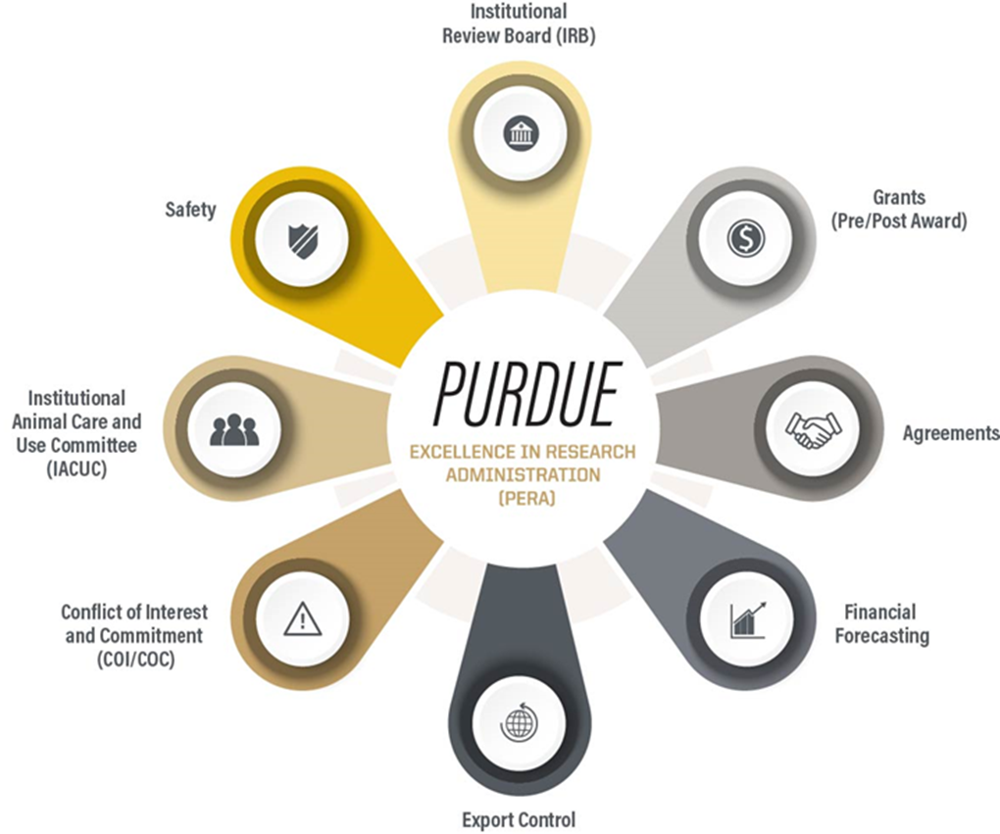 Institutional
Review Board (IRB)
Grants
(Pre/Post Award)
Safety
PURDUE
EXCELLENCE IN RESEARCH
ADMINISTRATION
(PERA)
Institutional
Animal Care and
Use Committee
(IACUC)
Agreements
Conflict of Interest
and Commitment
(COI/COC)
Financial
Forecasting
Export Control